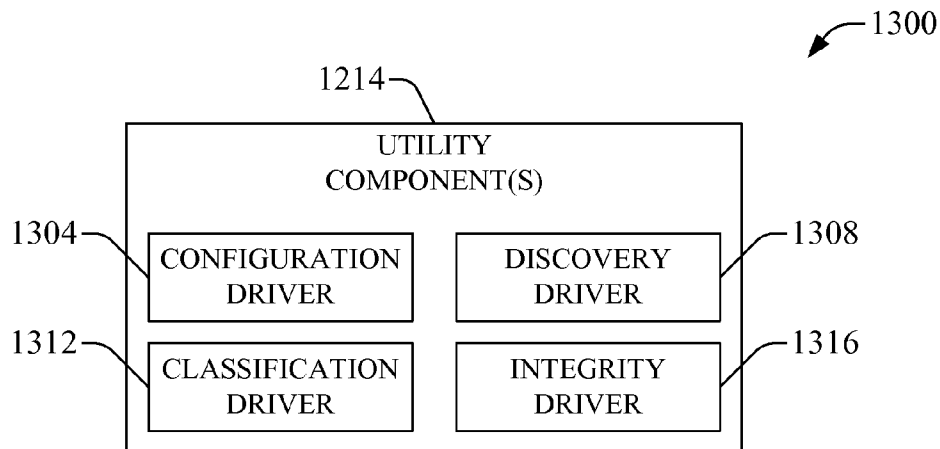 1300
1214
UTILITY
COMPONENT(S)
1304
CONFIGURATION
DRIVER
DISCOVERY
DRIVER
1308
1312
CLASSIFICATION
DRIVER
INTEGRITY
DRIVER
1316